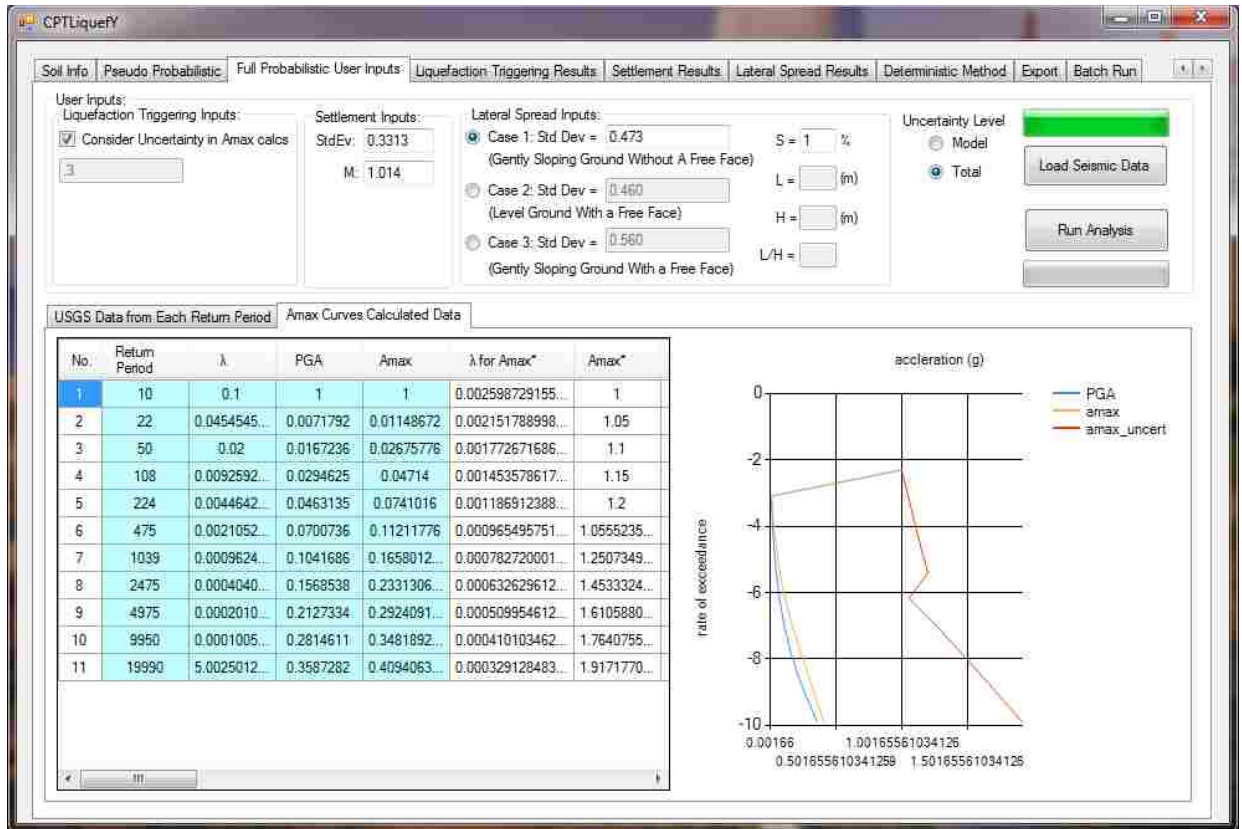 CPTLiquefY
Soil Info Pseudo Probabilistic Full Probabilistic User Inputs Liquefaction Triggering Results Settlement Results Lateral Spread Results Deterministic Method Export Batch Run
User Inputs:
Liquefaction Triggering Inputs:
Consider Uncertainty in Amax calcs
.3
Settlement Inputs:
StdEv: 0.3313
M: 1.014
Lateral Spread Inputs:
Case 1: Std Dev = 0.473
(Gently Sloping Ground Without A Free Face)
Case 2: Std Dev = 0.460
(Level Ground With a Free Face)
Case 3: Std Dev = 0.560
(Gently Sloping Ground With a Free Face)
S = 1 %
L = (m)
H = (m)
L/H =
Uncertainty Level
Model
Total
Load Seismic Data
Run Analysis
USGS Data from Each Return Period Amax Curves Calculated Data
No. Return Period λ PGA Amax λ for Amax* Amax*
1 10 0.1 1 1 0.002598729155... 1
2 22 0.0454545... 0.0071792 0.01148672 0.002151788998... 1.05
3 50 0.02 0.0167236 0.02675776 0.001772671686... 1.1
4 108 0.0092592... 0.0294625 0.04714 0.001453578617... 1.15
5 224 0.0044642... 0.0463135 0.0741016 0.001186912388... 1.2
6 475 0.0021052... 0.0700736 0.11211776 0.000965495751... 1.0555235...
7 1039 0.0009624... 0.1041686 0.1658012... 0.000782720001... 1.2507349...
8 2475 0.0004040... 0.1568538 0.2331306... 0.000632629612... 1.4533324...
9 4975 0.0002010... 0.2127334 0.2924091... 0.000509954612... 1.6105880...
10 9950 0.0001005... 0.2814611 0.3481892... 0.000410103462... 1.7640755...
11 19990 5.0025012... 0.3587282 0.4094063... 0.000329128483... 1.9171770...
accleration (g)
PGA
amax
amax_uncert
rate of exceedance
0
-2
-4
-6
-8
-10
0.00166 1.00165561034126
0.501655610341259 1.50165561034126